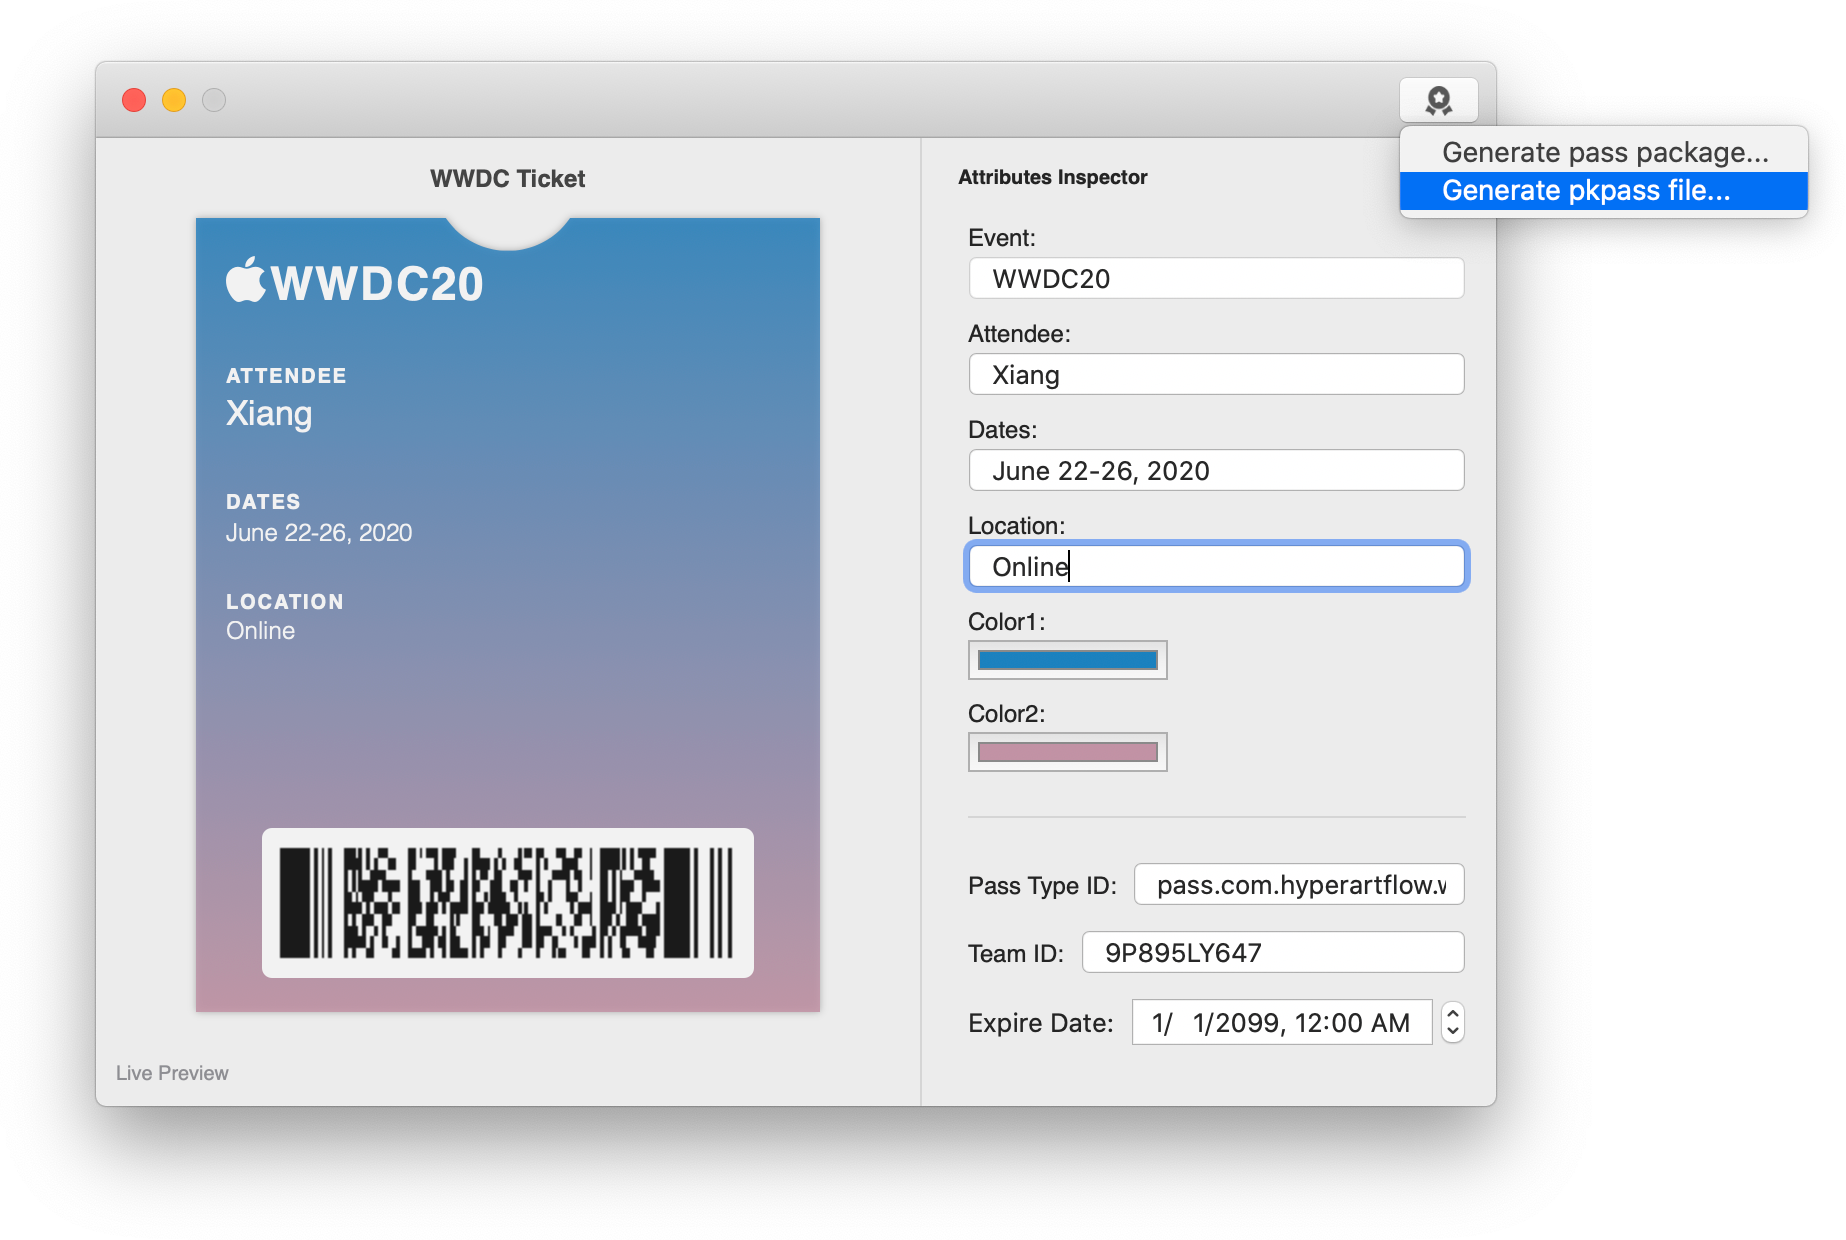 WWDC Ticket
WWDC20
ATTENDEE
Xiang
DATES
June 22-26, 2020
LOCATION
Online
Live Preview
Generate pass package...
Generate pkpass file...
Attributes Inspector
Event:
WWDC20
Attendee:
Xiang
Dates:
June 22-26, 2020
Location:
Online
Color1:
Color2:
Pass Type ID: pass.com.hyperartflow.
Team ID: 9P895LY647
Expire Date: 1/ 1/2099, 12:00 AM